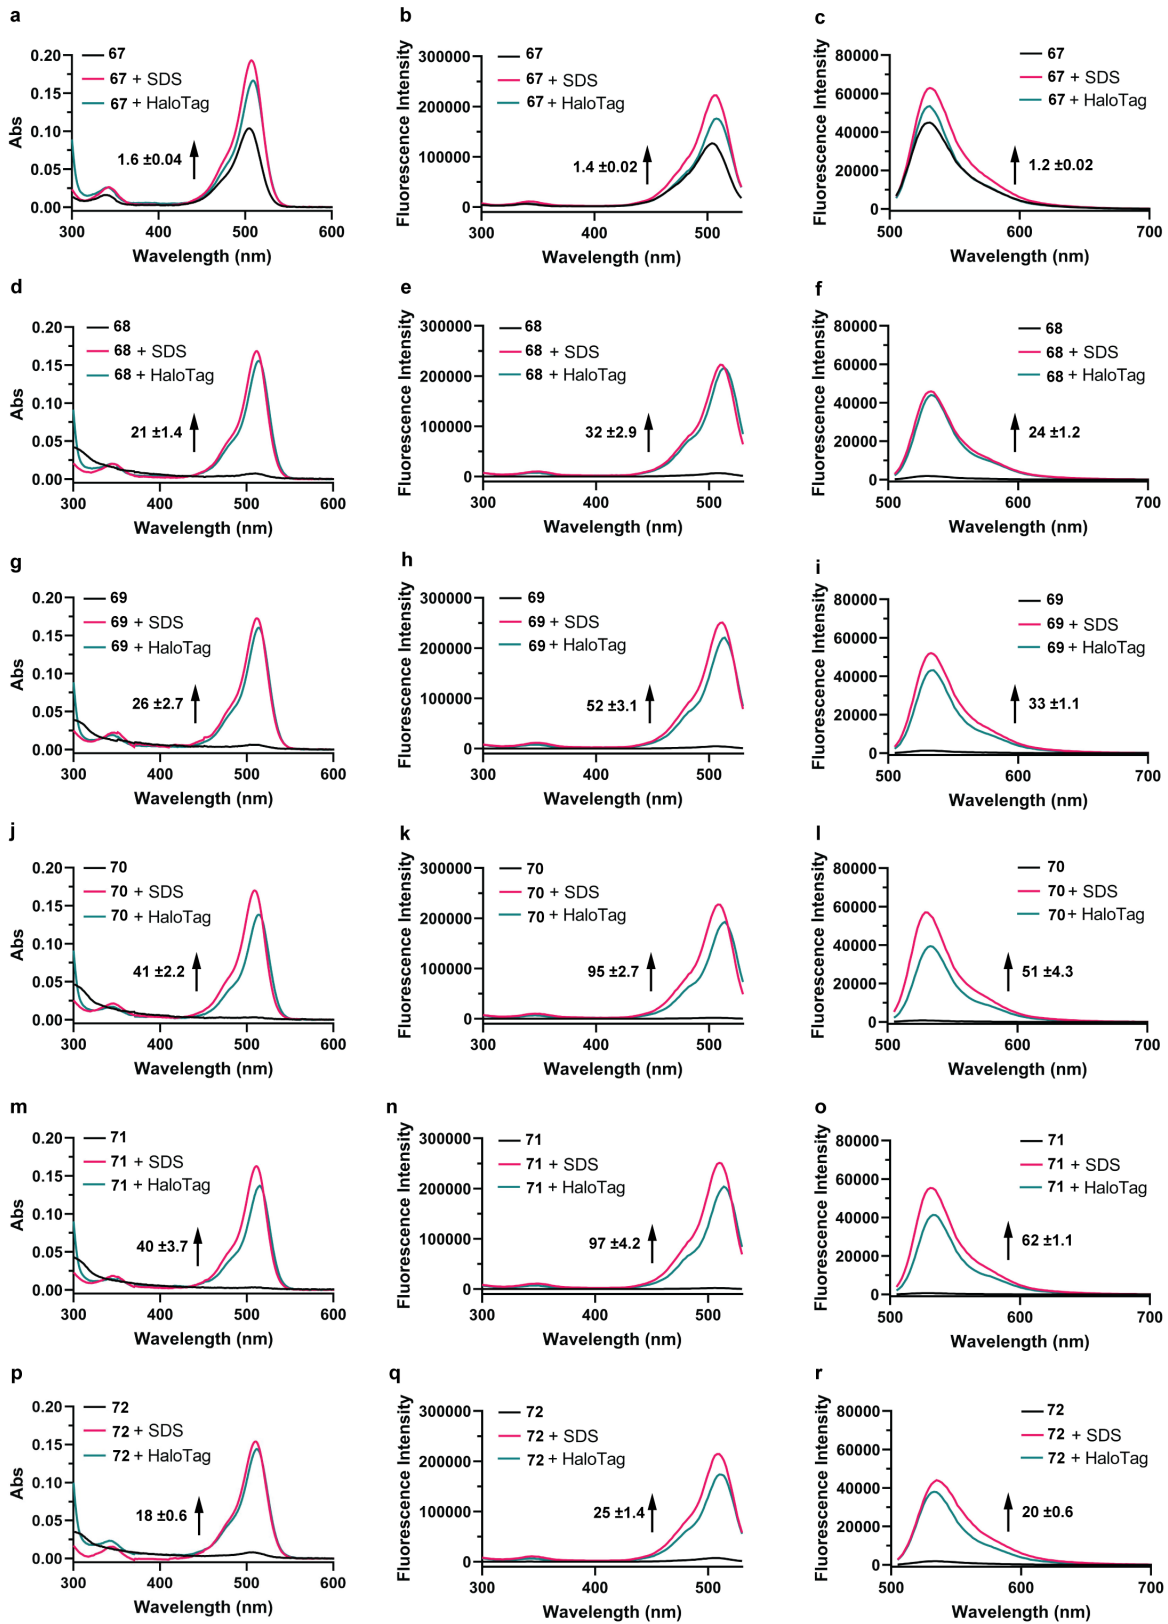 a
0.20
0.15
0.10
0.05
0.00
300
400
500
600
Abs
Wavelength (nm)
67
67 + SDS
67 + HaloTag
1.6 ±0.04
b
300000
200000
100000
0
300
400
500
Fluorescence Intensity
Wavelength (nm)
67
67 + SDS
67 + HaloTag
1.4 ±0.02
c
80000
60000
40000
20000
0
500
600
700
Fluorescence Intensity
Wavelength (nm)
67
67 + SDS
67 + HaloTag
1.2 ±0.02
d
0.20
0.15
0.10
0.05
0.00
300
400
500
600
Abs
Wavelength (nm)
68
68 + SDS
68 + HaloTag
21 ±1.4
e
300000
200000
100000
0
300
400
500
Fluorescence Intensity
Wavelength (nm)
68
68 + SDS
68 + HaloTag
32 ±2.9
f
80000
60000
40000
20000
0
500
600
700
Fluorescence Intensity
Wavelength (nm)
68
68 + SDS
68 + HaloTag
24 ±1.2
g
0.20
0.15
0.10
0.05
0.00
300
400
500
600
Abs
Wavelength (nm)
69
69 + SDS
69 + HaloTag
26 ±2.7
h
300000
200000
100000
0
300
400
500
Fluorescence Intensity
Wavelength (nm)
69
69 + SDS
69 + HaloTag
52 ±3.1
i
80000
60000
40000
20000
0
500
600
700
Fluorescence Intensity
Wavelength (nm)
69
69 + SDS
69 + HaloTag
33 ±1.1
j
0.20
0.15
0.10
0.05
0.00
300
400
500
600
Abs
Wavelength (nm)
70
70 + SDS
70 + HaloTag
41 ±2.2
k
300000
200000
100000
0
300
400
500
Fluorescence Intensity
Wavelength (nm)
70
70 + SDS
70 + HaloTag
95 ±2.7
l
80000
60000
40000
20000
0
500
600
700
Fluorescence Intensity
Wavelength (nm)
70
70 + SDS
70 + HaloTag
51 ±4.3
m
0.20
0.15
0.10
0.05
0.00
300
400
500
600
Abs
Wavelength (nm)
71
71 + SDS
71 + HaloTag
40 ±3.7
n
300000
200000
100000
0
300
400
500
Fluorescence Intensity
Wavelength (nm)
71
71 + SDS
71 + HaloTag
97 ±4.2
o
80000
60000
40000
20000
0
500
600
700
Fluorescence Intensity
Wavelength (nm)
71
71 + SDS
71 + HaloTag
62 ±1.1
p
0.20
0.15
0.10
0.05
0.00
300
400
500
600
Abs
Wavelength (nm)
72
72 + SDS
72 + HaloTag
18 ±0.6
q
300000
200000
100000
0
300
400
500
Fluorescence Intensity
Wavelength (nm)
72
72 + SDS
72 + HaloTag
25 ±1.4
r
80000
60000
40000
20000
0
500
600
700
Fluorescence Intensity
Wavelength (nm)
72
72 + SDS
72 + HaloTag
20 ±0.6